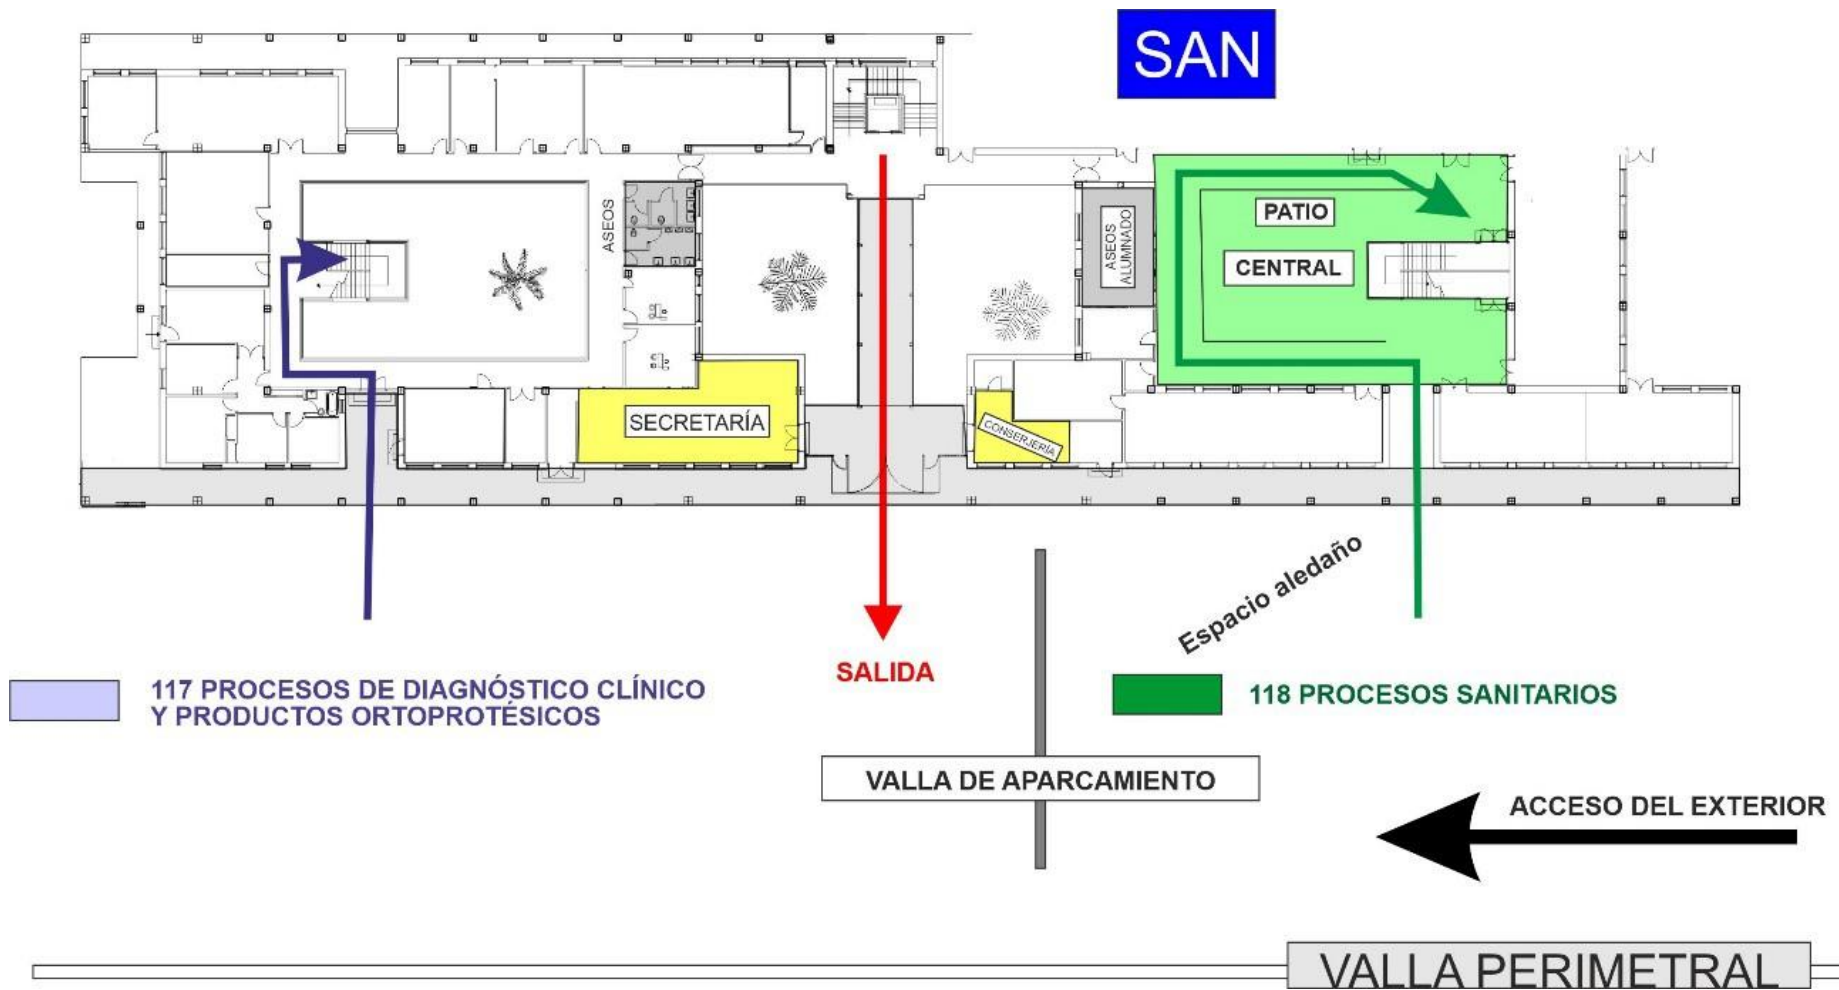 SAN
ASEOS
ASEOS
ALUMNADO
PATIO
CENTRAL
SECRETARÍA
CONSERJERÍA
Espacio aledaño
SALIDA
117 PROCESOS DE DIAGNÓSTICO CLÍNICO
Y PRODUCTOS ORTOPROTÉSICOS
118 PROCESOS SANITARIOS
VALLA DE APARCAMIENTO
ACCESO DEL EXTERIOR
VALLA PERIMETRAL